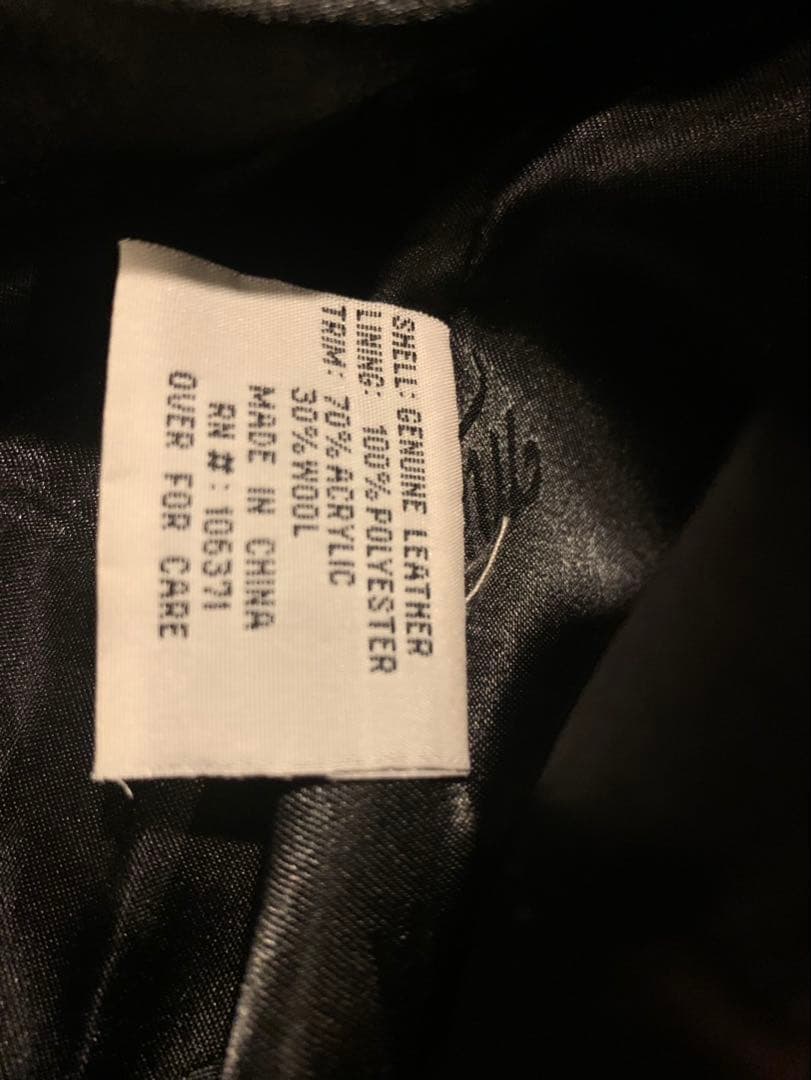 SHELL: GENUINE LEATHER
LINING: 100% POLYESTER
TRIM: 70% ACRYLIC
30% WOOL
MADE IN CHINA
RN #: 106371
OVER FOR CARE